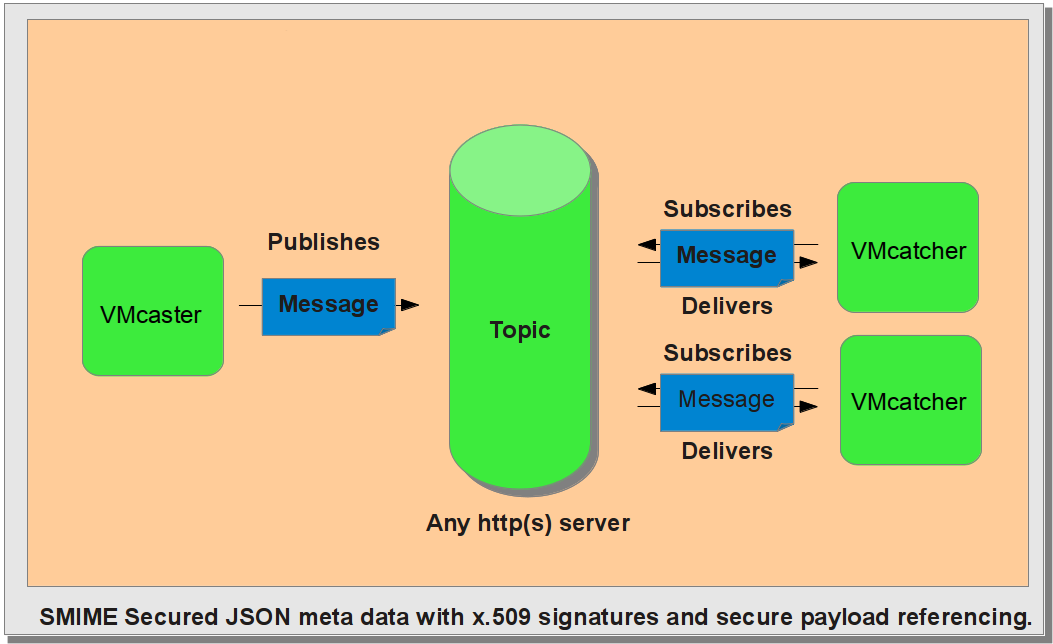 Publishes
Message
VMcaster
Topic
Any http(s) server
Subscribes
Message
Delivers
VMcatcher
Subscribes
Message
Delivers
VMcatcher
SMIME Secured JSON meta data with x.509 signatures and secure payload referencing.